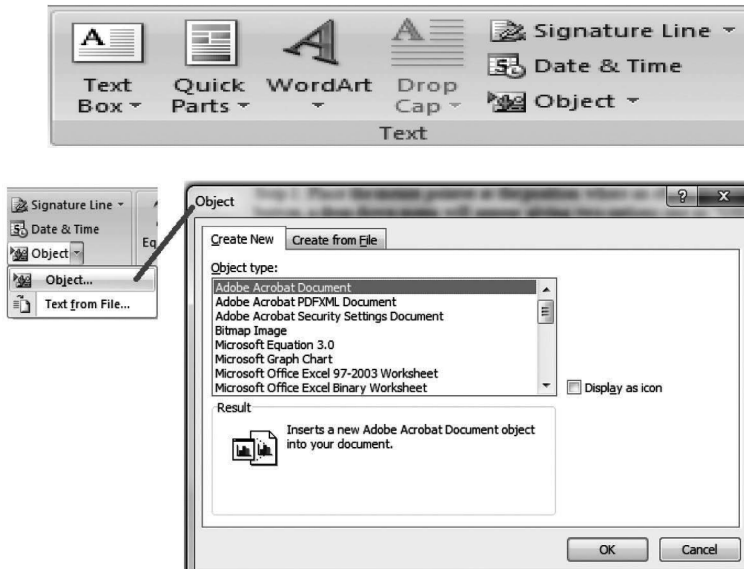 Text Box
Quick Parts
WordArt
Drop Cap
Signature Line
Date & Time
Object
Text
Signature Line
Date & Time
Object
Eq
Object...
Text from File...
Object
Create New
Create from File
Object type:
Adobe Acrobat Document
Adobe Acrobat PDFXML Document
Adobe Acrobat Security Settings Document
Bitmap Image
Microsoft Equation 3.0
Microsoft Graph Chart
Microsoft Office Excel 97-2003 Worksheet
Microsoft Office Excel Binary Worksheet
Display as icon
Result
Inserts a new Adobe Acrobat Document object
into your document.
OK
Cancel